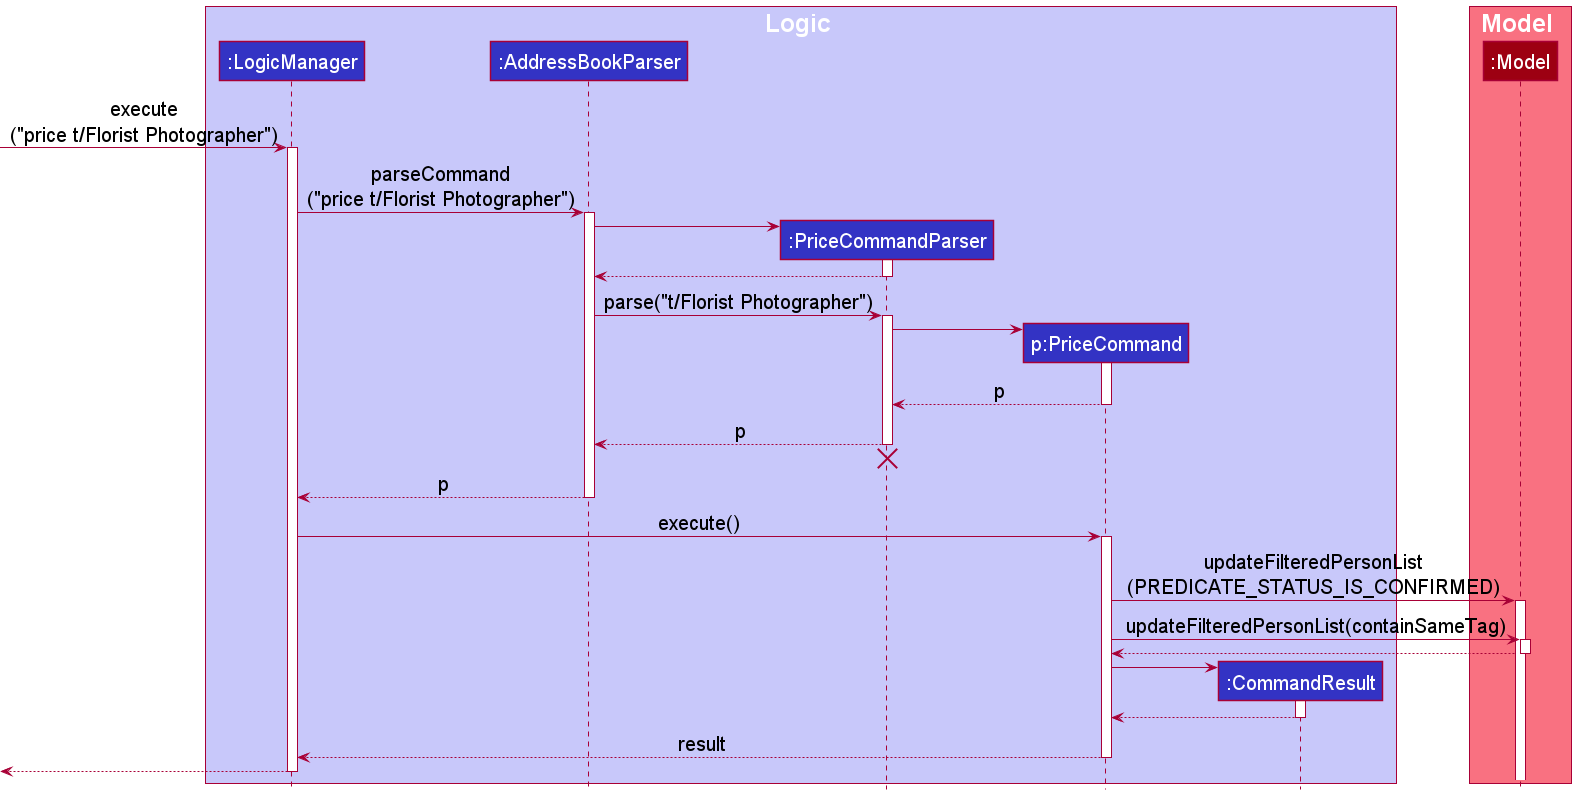 Logic
Model
:LogicManager
:AddressBookParser
:Model
execute
("price t/Florist Photographer")
parseCommand
("price t/Florist Photographer")
:PriceCommandParser
parse("t/Florist Photographer")
p:PriceCommand
p
p
p
execute()
updateFilteredPersonList
(PREDICATE_STATUS_IS_CONFIRMED)
updateFilteredPersonList(containSameTag)
:CommandResult
result